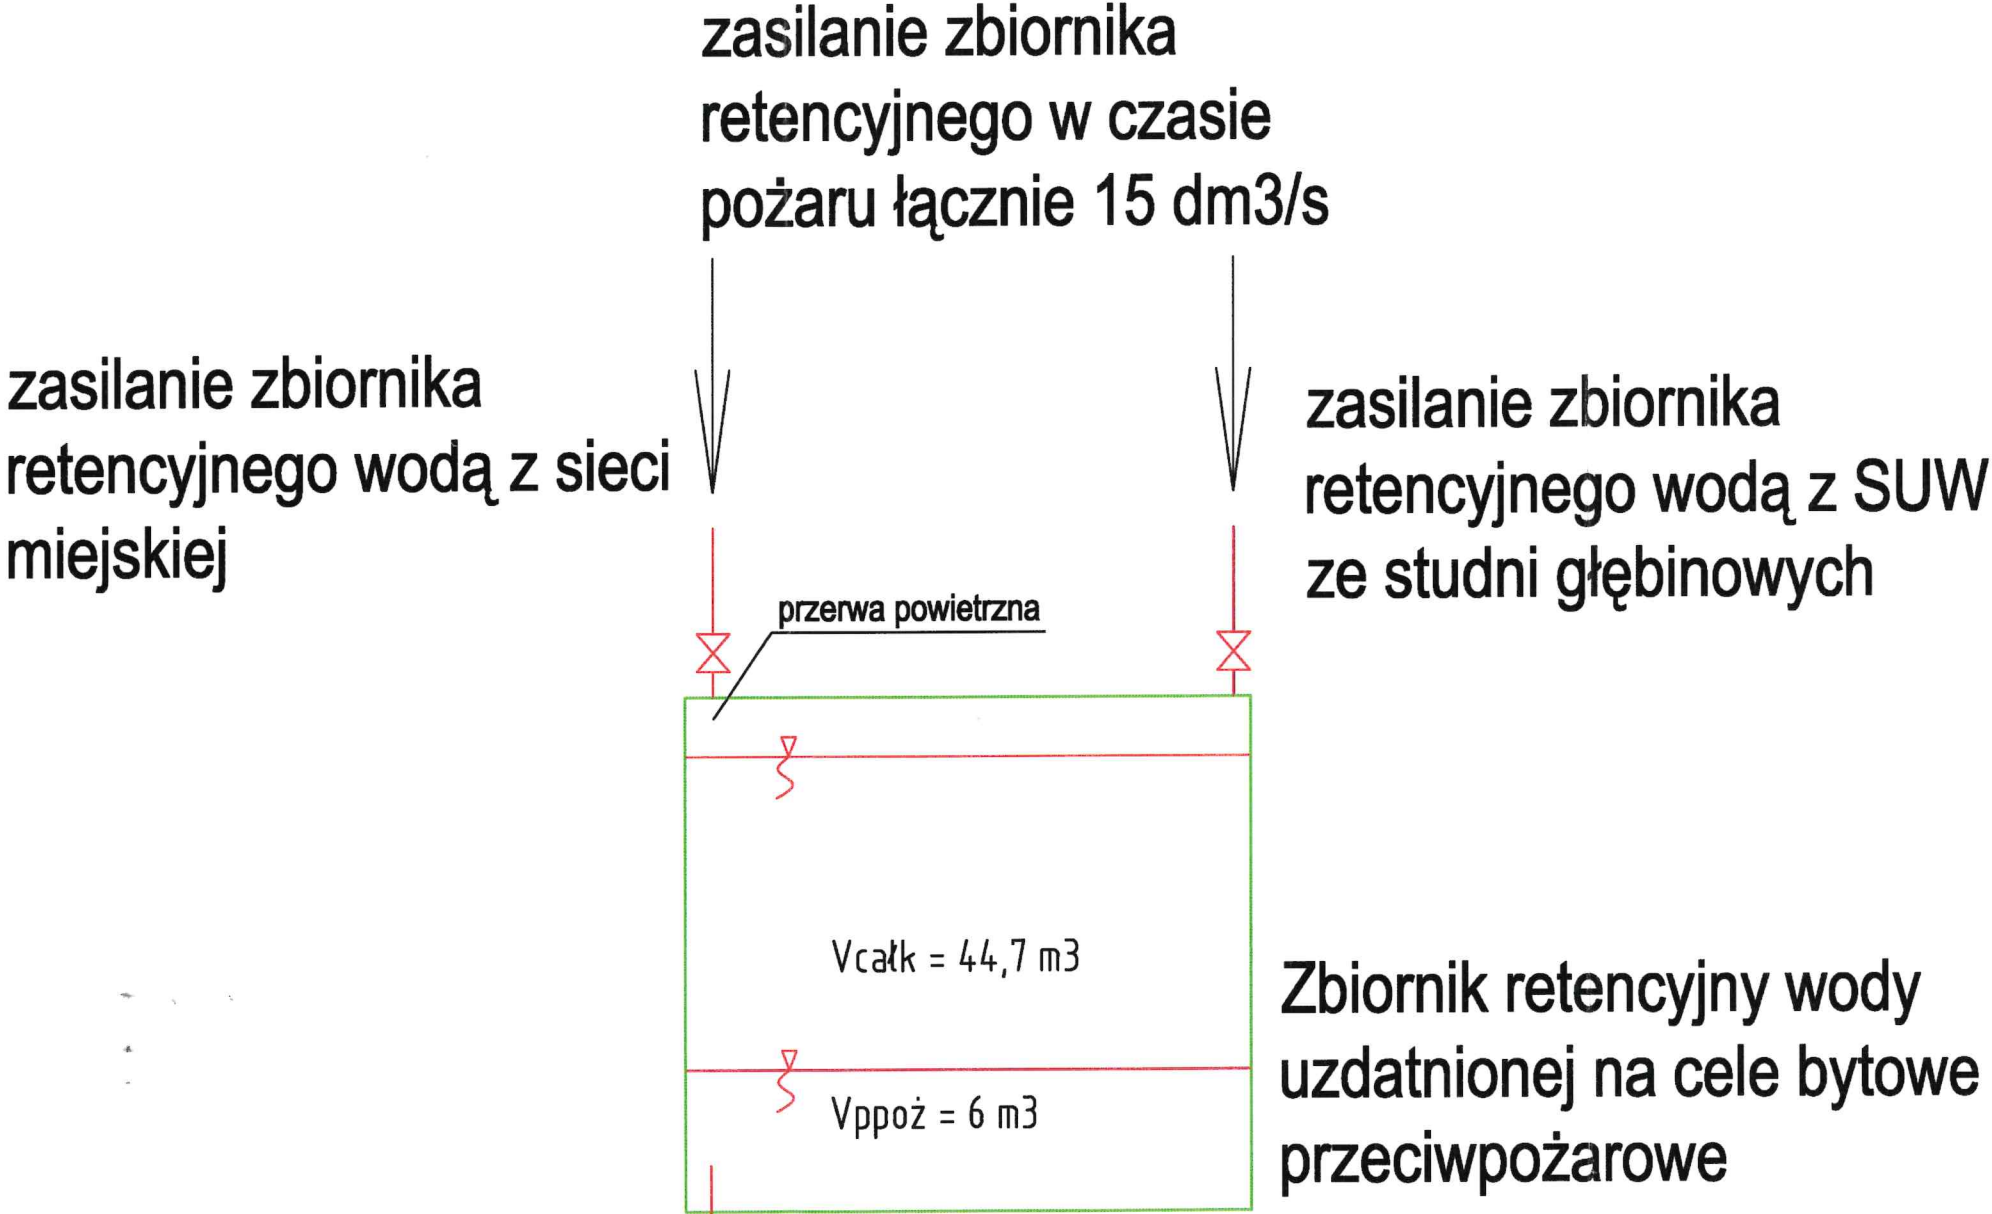 zasilanie zbiornika
retencyjnego w czasie
pożaru łącznie 15 dm3/s
zasilanie zbiornika
retencyjnego wodą z sieci
miejskiej
zasilanie zbiornika
retencyjnego wodą z SUW
ze studni głębinowych
przerwa powietrzna
Vcałk = 44,7 m3
Vppoż = 6 m3
Zbiornik retencyjny wody
uzdatnionej na cele bytowe
przeciwpożarowe